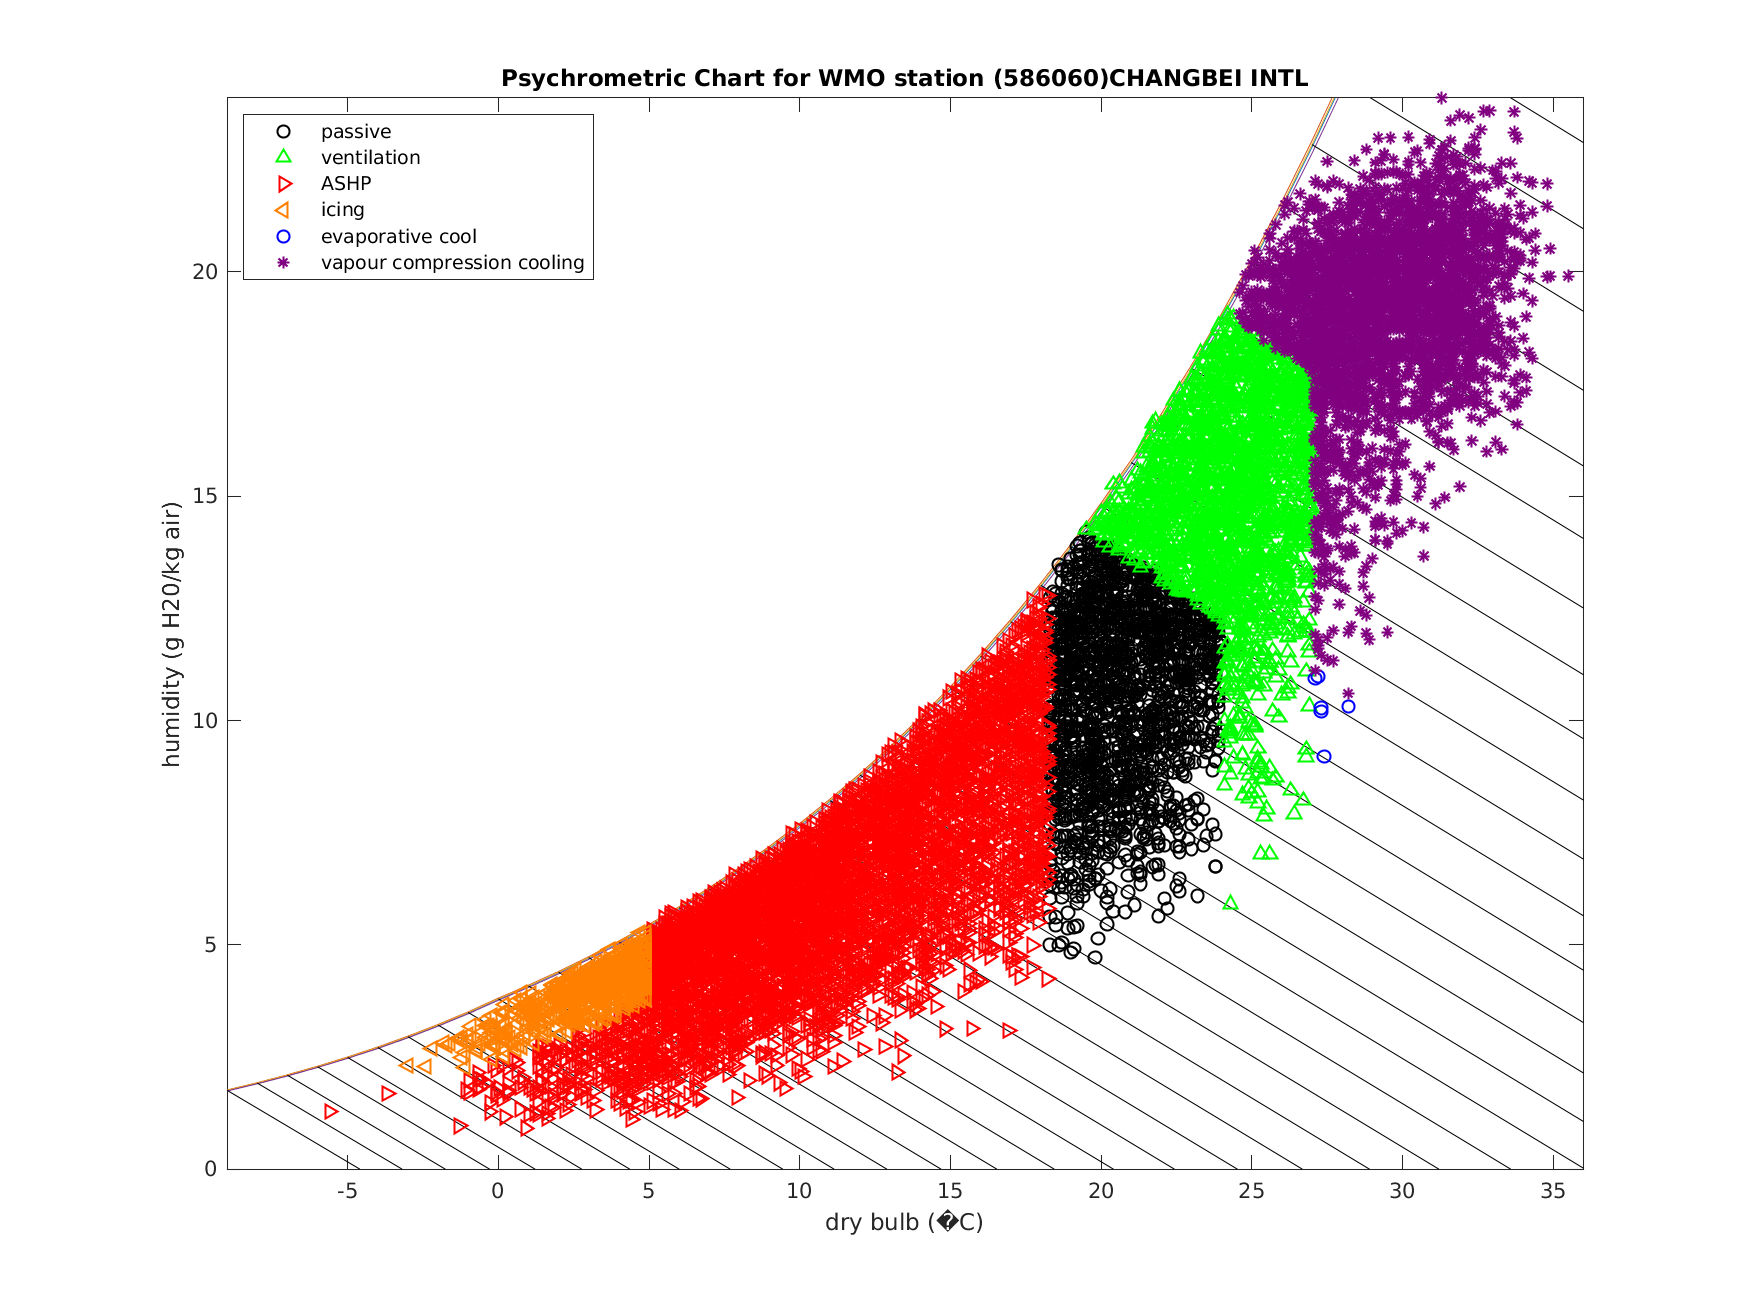 Psychrometric Chart for WMO station (586060)CHANGBEI INTL
passive
ventilation
ASHP
icing
evaporative cool
vapour compression cooling
humidity (g H20/kg air)
20
15
10
5
0
-5 0 5 10 15 20 25 30 35
dry bulb (�C)